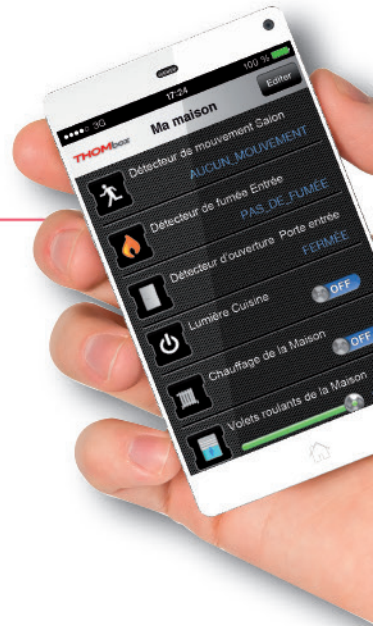 3G 17:24 100 %
THOMbox Ma maison Editer
Détecteur de mouvement Salon
AUCUN_MOUVEMENT
Détecteur de fumée Entrée
PAS_DE_FUMÉE
Détecteur d'ouverture Porte entrée
FERMÉE
Lumière Cuisine OFF
Chauffage de la Maison OFF
Volets roulants de la Maison